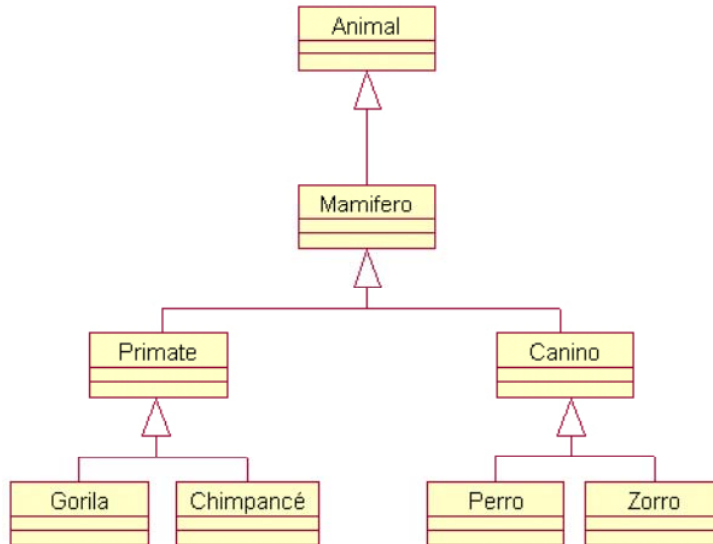 Animal
Mamifero
Primate
Canino
Gorila
Chimpancé
Perro
Zorro